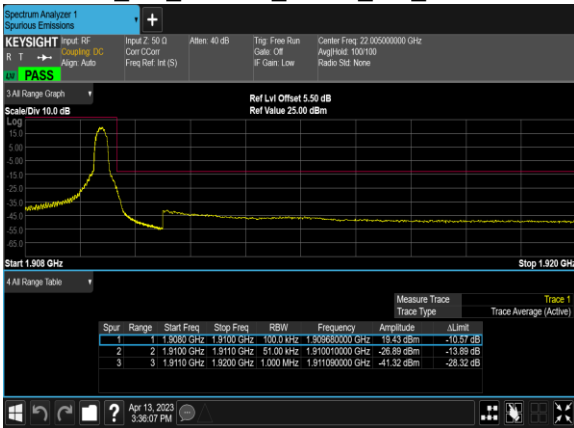 Spectrum Analyzer 1
Spurious Emissions
KEYSIGHT Input: RF Input Z: 50 Ω Atten: 40 dB Trig: Free Run Center Freq: 22.005000000 GHz
R T Coupling: DC Corr CCorr Gate: Off Avg|Hold: 100/100
Align: Auto Freq Ref: Int (S) IF Gain: Low Radio Std: None
PASS
3 All Range Graph
Ref Lvl Offset 5.50 dB
Scale/Div 10.0 dB Ref Value 25.00 dBm
Log
15.0
5.00
-5.00
-15.0
-25.0
-35.0
-45.0
-55.0
-65.0
Start 1.908 GHz Stop 1.920 GHz
4 All Range Table
Measure Trace Trace 1
Trace Type Trace Average (Active)
Spur Range Start Freq Stop Freq RBW Frequency Amplitude ΔLimit
1 1 1.9080 GHz 1.9100 GHz 100.0 kHz 1.909680000 GHz 19.43 dBm -10.57 dB
2 2 1.9100 GHz 1.9110 GHz 51.00 kHz 1.910010000 GHz -26.89 dBm -13.89 dB
3 3 1.9110 GHz 1.9200 GHz 1.000 MHz 1.911090000 GHz -41.32 dBm -28.32 dB
? Apr 13, 2023
3:36:07 PM